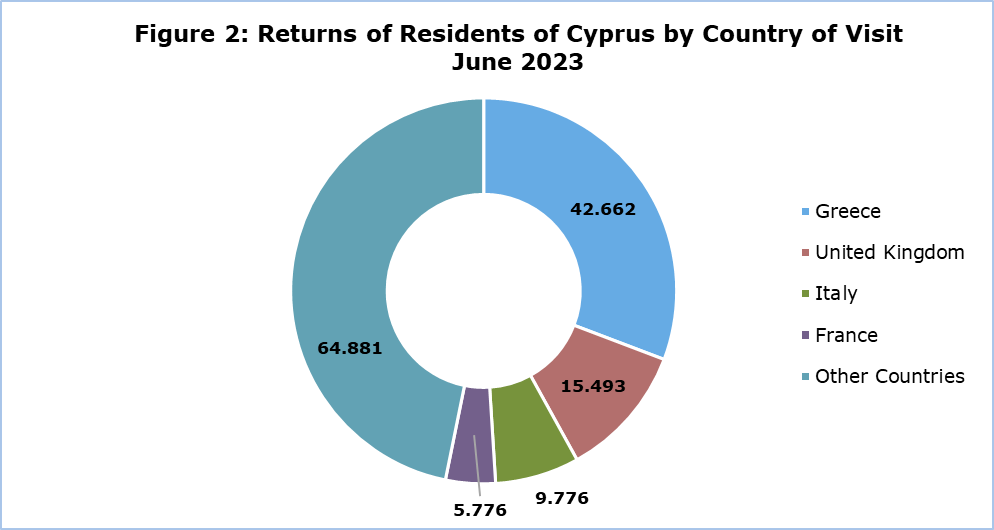 Figure 2: Returns of Residents of Cyprus by Country of Visit
June 2023
42.662
15.493
9.776
5.776
64.881
Greece
United Kingdom
Italy
France
Other Countries